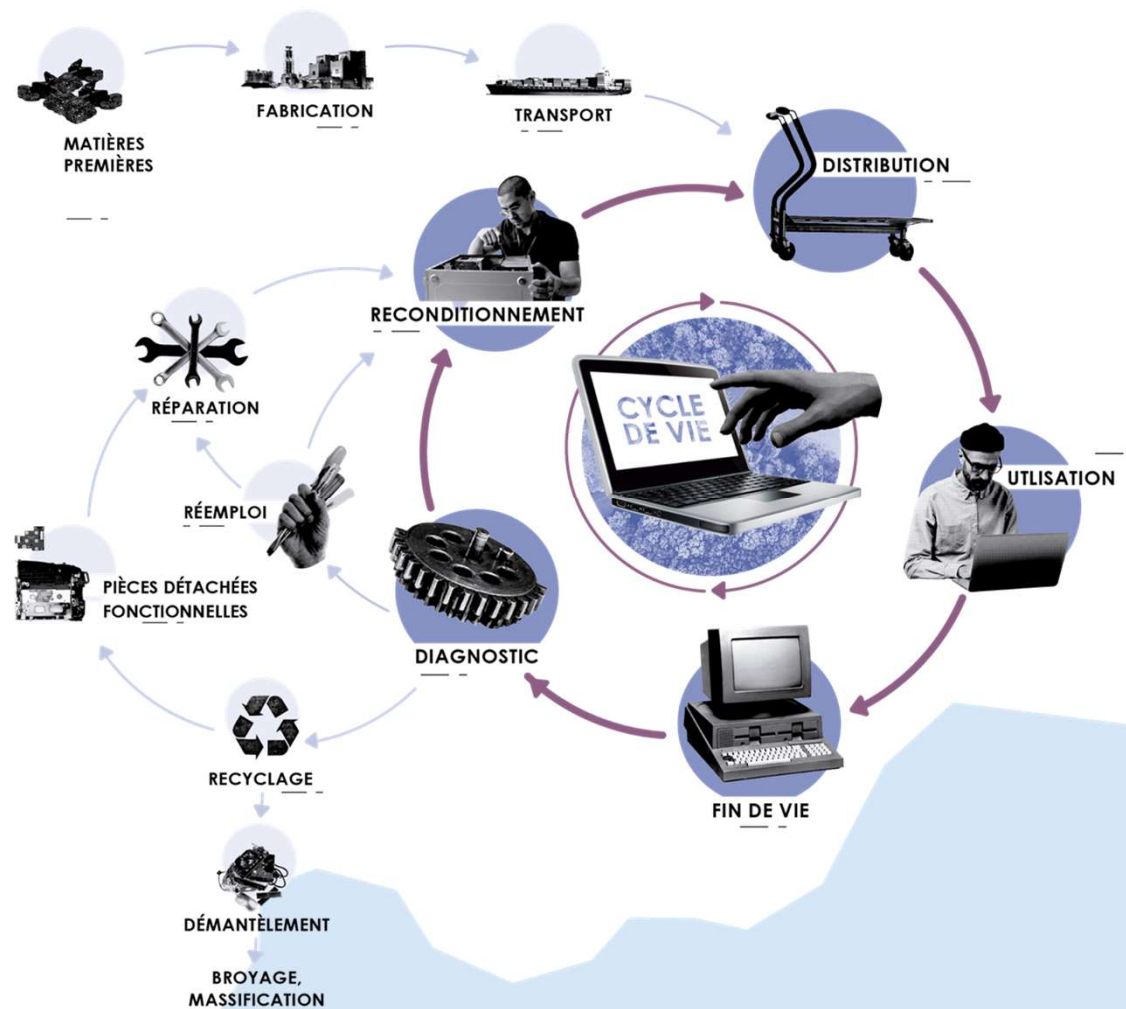 MATIÈRES
PREMIÈRES
FABRICATION
TRANSPORT
DISTRIBUTION
RECONDITIONNEMENT
RÉPARATION
CYCLE
DE VIE
UTLISATION
RÉEMPLOI
PIÈCES DÉTACHÉES
FONCTIONNELLES
DIAGNOSTIC
RECYCLAGE
FIN DE VIE
DÉMANTÈLEMENT
BROYAGE,
MASSIFICATION